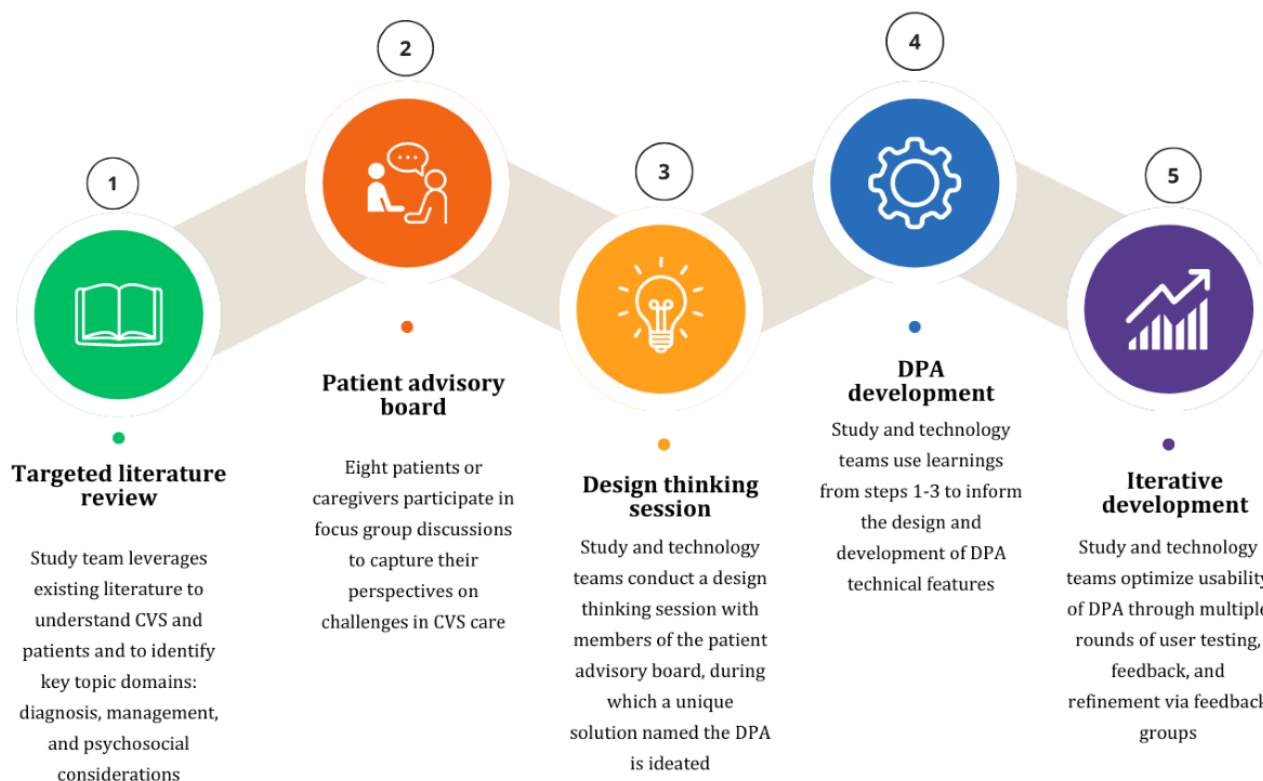 1
Targeted literature
review
Study team leverages
existing literature to
understand CVS and
patients and to identify
key topic domains:
diagnosis, management,
and psychosocial
considerations
2
Patient advisory
board
Eight patients or
caregivers participate in
focus group discussions
to capture their
perspectives on
challenges in CVS care
3
Design thinking
session
Study and technology
teams conduct a design
thinking session with
members of the patient
advisory board, during
which a unique
solution named the DPA
is ideated
4
DPA
development
Study and technology
teams use learnings
from steps 1-3 to inform
the design and
development of DPA
technical features
5
Iterative
development
Study and technology
teams optimize usability
of DPA through multiple
rounds of user testing,
feedback, and
refinement via feedback
groups